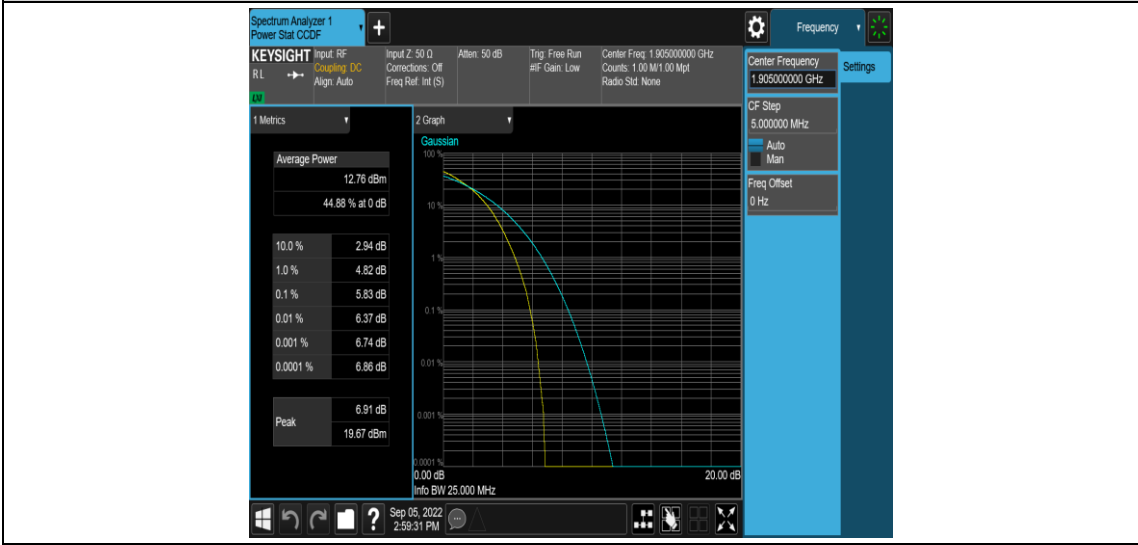 Spectrum Analyzer 1
Power Stat CCDF
+
Frequency
KEYSIGHT
RL
LM
Input: RF
Coupling: DC
Align: Auto
Input Z: 50 Ω
Corrections: Off
Freq Ref: Int (S)
Atten: 50 dB
Trig: Free Run
#IF Gain: Low
Center Freq: 1.905000000 GHz
Counts: 1.00 M/1.00 Mpt
Radio Std: None
Center Frequency
1.905000000 GHz
Settings
CF Step
5.000000 MHz
Auto
Man
Freq Offset
0 Hz
1 Metrics
Average Power
12.76 dBm
44.88 % at 0 dB
10.0 % 2.94 dB
1.0 % 4.82 dB
0.1 % 5.83 dB
0.01 % 6.37 dB
0.001 % 6.74 dB
0.0001 % 6.86 dB
Peak
6.91 dB
19.67 dBm
2 Graph
Gaussian
100 %
10 %
1 %
0.1 %
0.01 %
0.001 %
0.0001 %
0.00 dB 20.00 dB
Info BW 25.000 MHz
?
Sep 05, 2022
2:59:31 PM